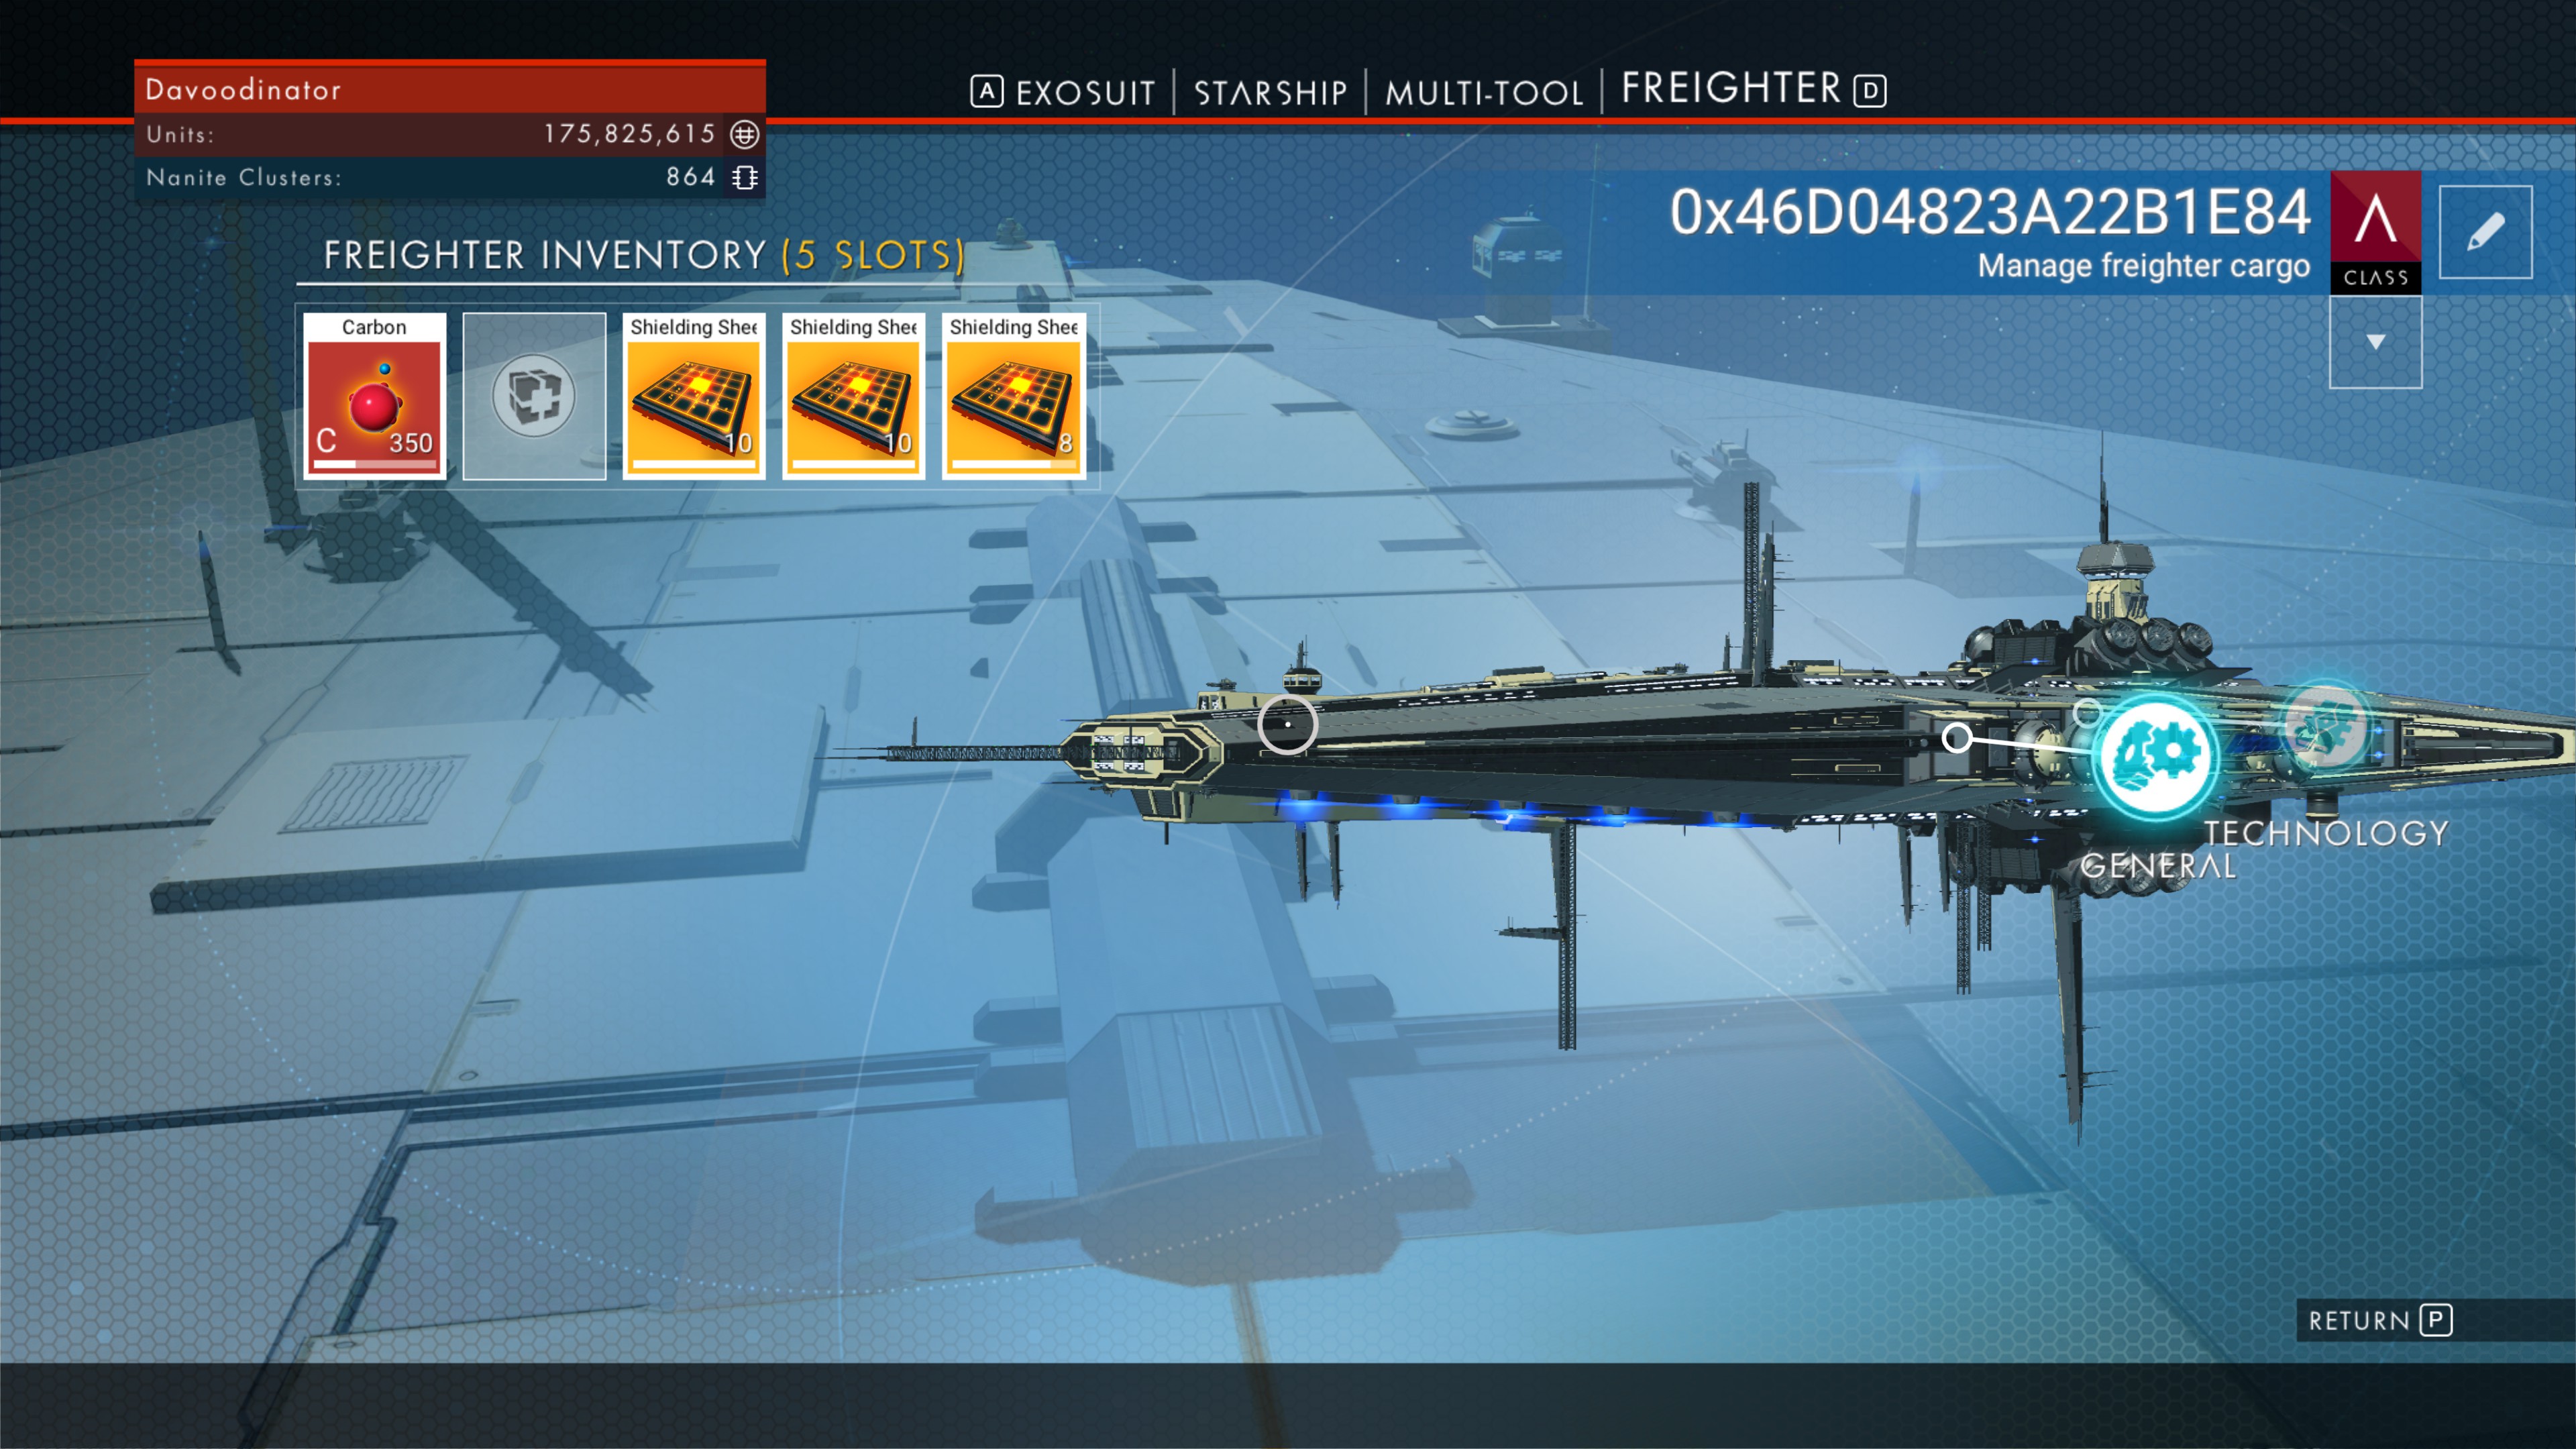 Davoodinator
Units: 175,825,615
Nanite Clusters: 864
A EXOSUIT STARSHIP MULTI-TOOL FREIGHTER D
0x46D04823A22B1E84
Manage freighter cargo
A
CLASS
FREIGHTER INVENTORY (5 SLOTS)
Carbon
C 350
Shielding Shee
10
Shielding Shee
10
Shielding Shee
8
TECHNOLOGY
GENERAL
RETURN P